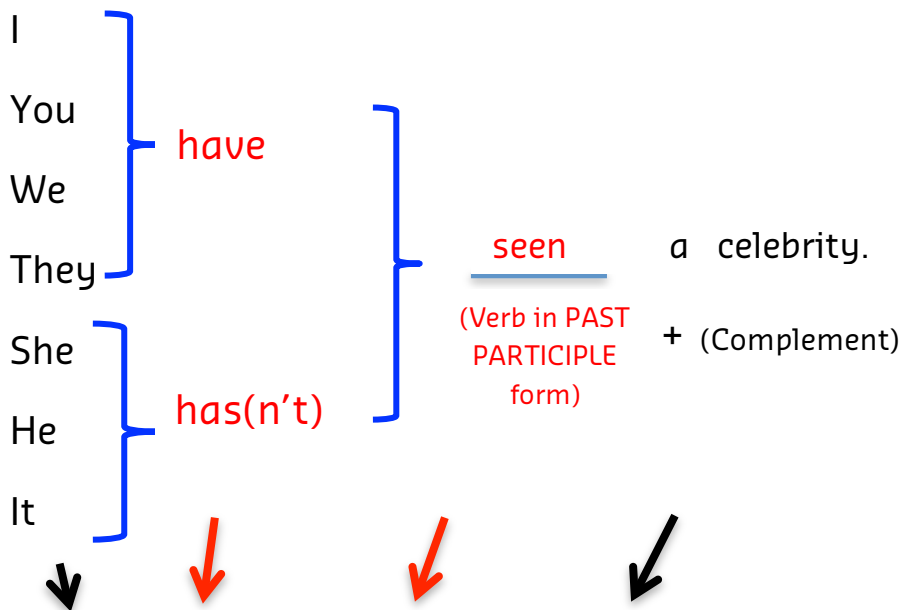 I
You
have
We
They
seen a celebrity.
(Verb in PAST
PARTICIPLE
form)
+ (Complement)
She
has(n't)
He
It